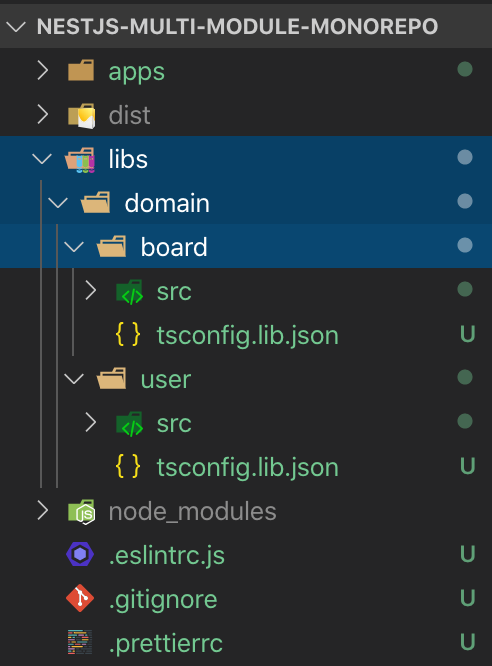 NESTJS-MULTI-MODULE-MONOREPO
apps
dist
libs
domain
board
src
{ } tsconfig.lib.json U
user
src
{ } tsconfig.lib.json U
node_modules
.eslintrc.js U
.gitignore U
.prettierrc U